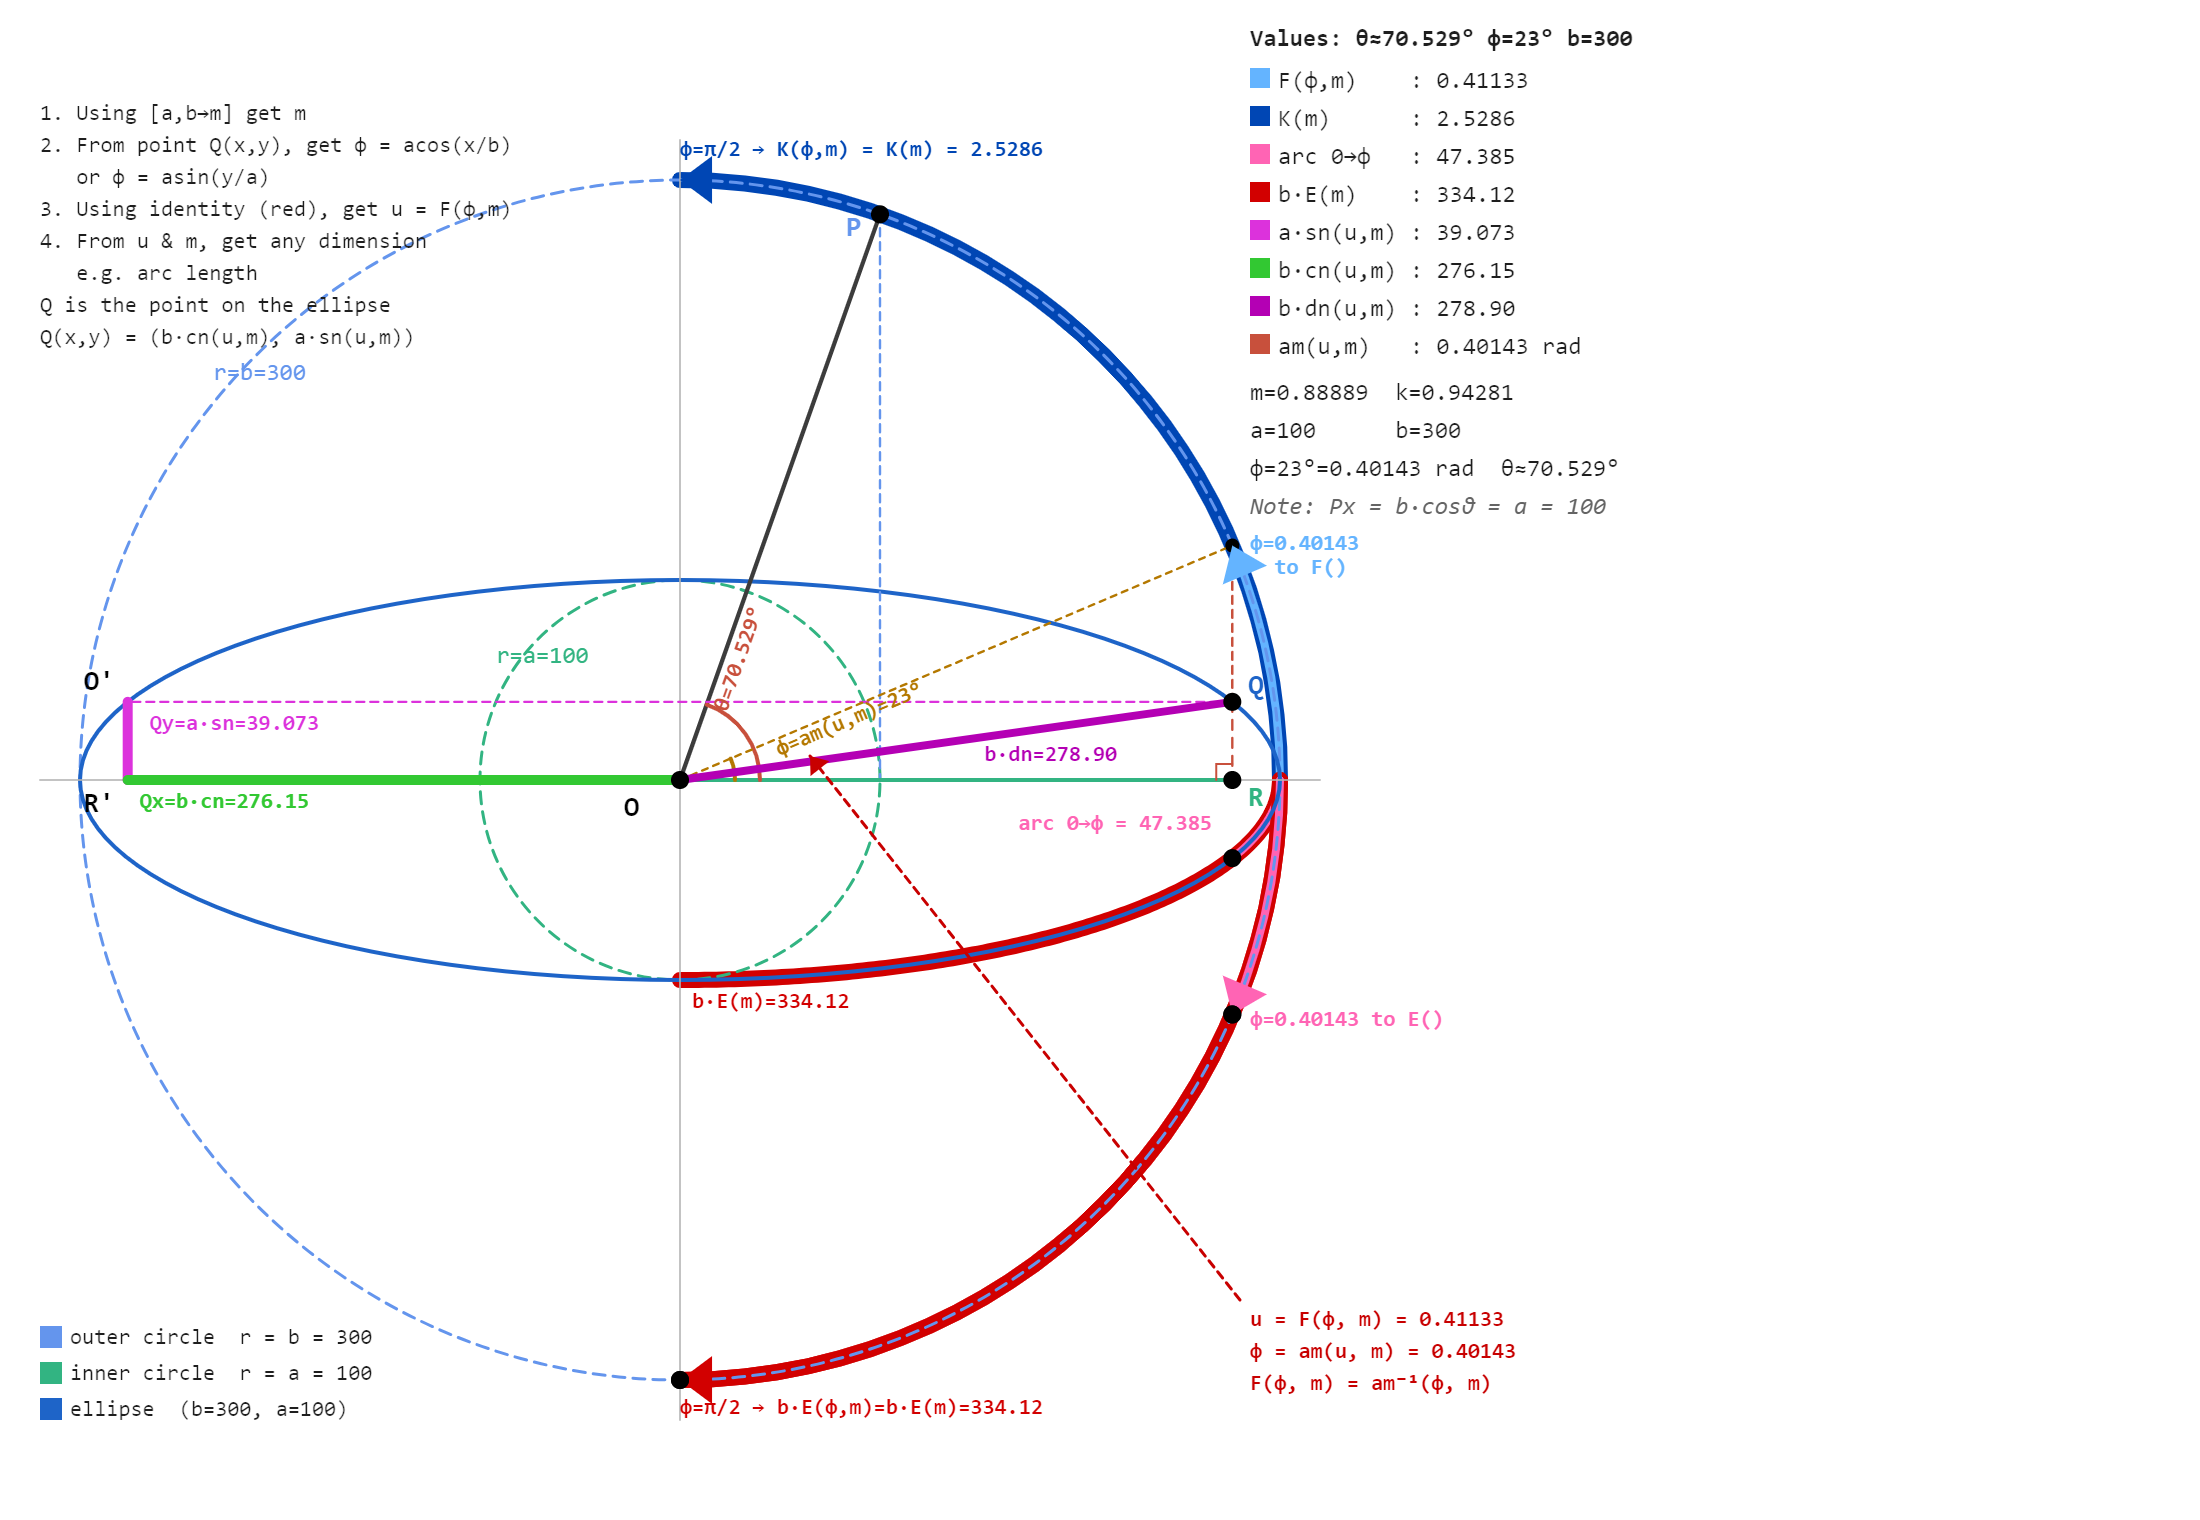 Values: θ≈70.529° ϕ=23° b=300
F(ϕ,m) : 0.41133
K(m) : 2.5286
arc 0→ϕ : 47.385
b·E(m) : 334.12
a·sn(u,m) : 39.073
b·cn(u,m) : 276.15
b·dn(u,m) : 278.90
am(u,m) : 0.40143 rad
m=0.88889 k=0.94281
a=100 b=300
ϕ=23°=0.40143 rad θ≈70.529°
Note: Px = b·cosθ = a = 100
1. Using [a,b→m] get m
2. From point Q(x,y), get ϕ = acos(x/b)
or ϕ = asin(y/a)
3. Using identity (red), get u = F(ϕ,m)
4. From u & m, get any dimension
e.g. arc length
Q is the point on the ellipse
Q(x,y) = (b·cn(u,m), a·sn(u,m))
r=b=300
ϕ=π/2 → K(ϕ,m) = K(m) = 2.5286
P
ϕ=0.40143
to F()
r=a=100
θ=70.529°
ϕ=am(u,m)=23°
O'
Q
Qy=a·sn=39.073
b·dn=278.90
R'
Qx=b·cn=276.15
O
R
arc 0→ϕ = 47.385
b·E(m)=334.12
ϕ=0.40143 to E()
u = F(ϕ, m) = 0.41133
ϕ = am(u, m) = 0.40143
F(ϕ, m) = am⁻¹(ϕ, m)
outer circle r = b = 300
inner circle r = a = 100
ellipse (b=300, a=100)
ϕ=π/2 → b·E(ϕ,m)=b·E(m)=334.12